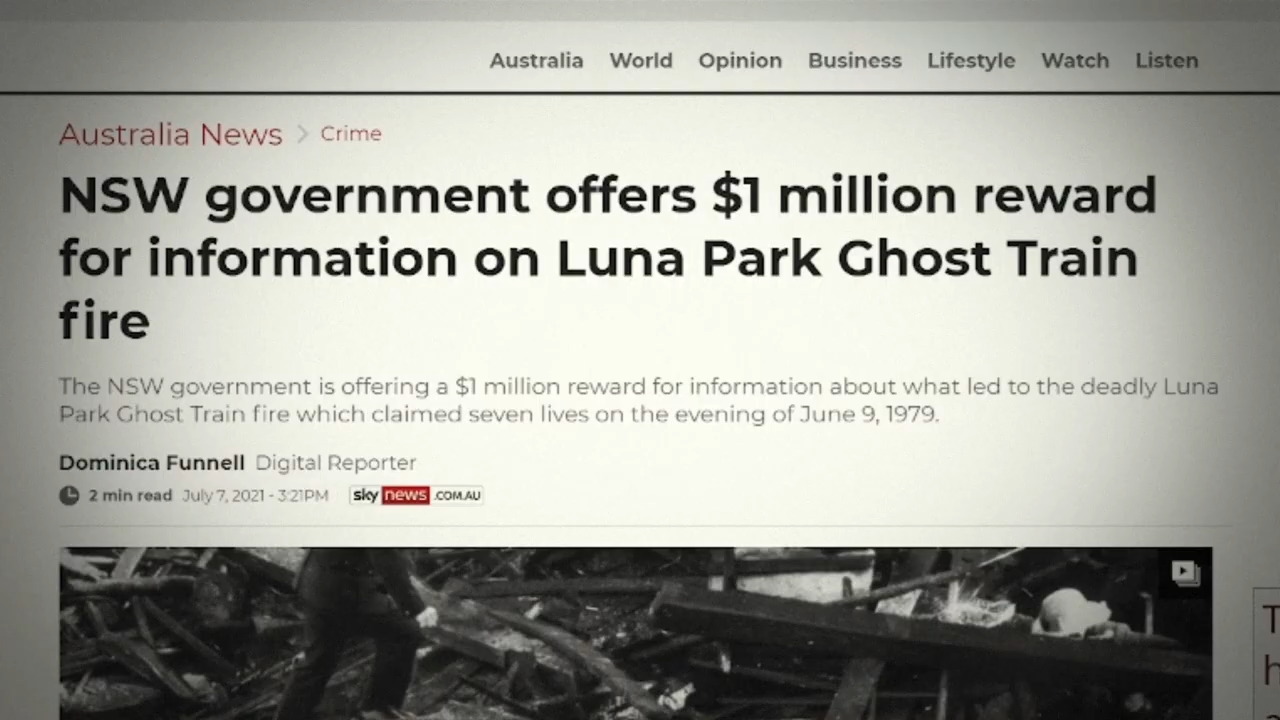 Australia World Opinion Business Lifestyle Watch Listen
Australia News > Crime
NSW government offers $1 million reward
for information on Luna Park Ghost Train
fire
The NSW government is offering a $1 million reward for information about what led to the deadly Luna
Park Ghost Train fire which claimed seven lives on the evening of June 9, 1979.
Dominica Funnell Digital Reporter
2 min read July 7, 2021 - 3:21PM sky news .COM.AU